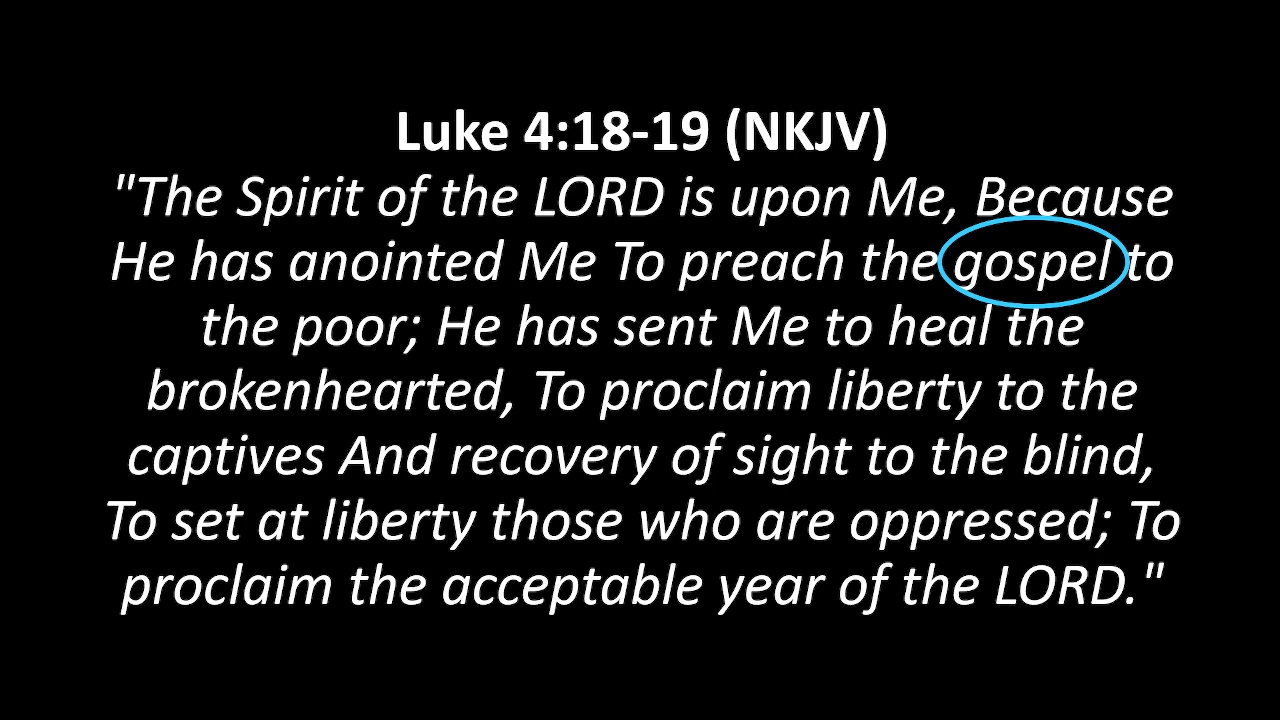 Luke 4:18-19 (NKJV)
"The Spirit of the LORD is upon Me, Because
He has anointed Me To preach the gospel to
the poor; He has sent Me to heal the
brokenhearted, To proclaim liberty to the
captives And recovery of sight to the blind,
To set at liberty those who are oppressed; To
proclaim the acceptable year of the LORD."